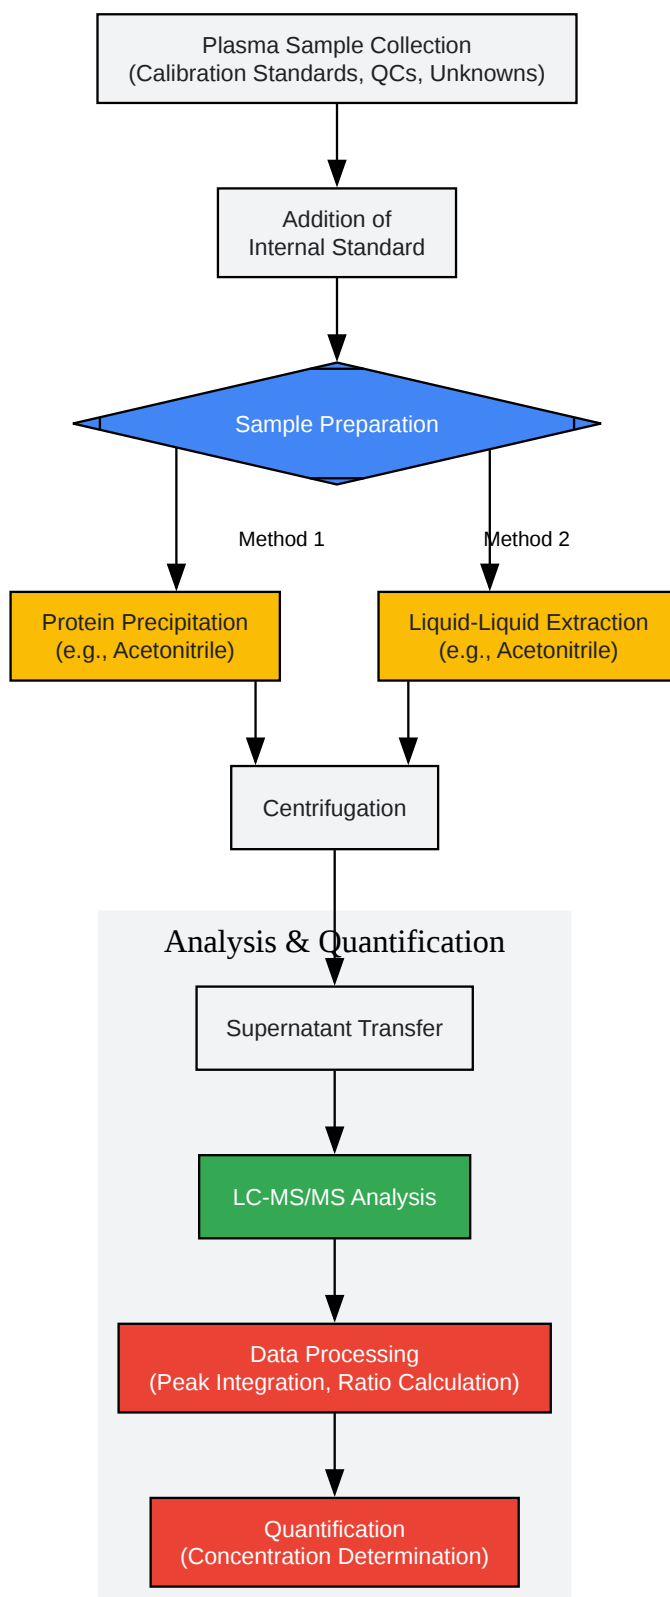 Plasma Sample Collection
(Calibration Standards, QCs, Unknowns)
Addition of
Internal Standard
Sample Preparation
Method 1
Method 2
Protein Precipitation
(e.g., Acetonitrile)
Liquid-Liquid Extraction
(e.g., Acetonitrile)
Centrifugation
Analysis & Quantification
Supernatant Transfer
LC-MS/MS Analysis
Data Processing
(Peak Integration, Ratio Calculation)
Quantification
(Concentration Determination)